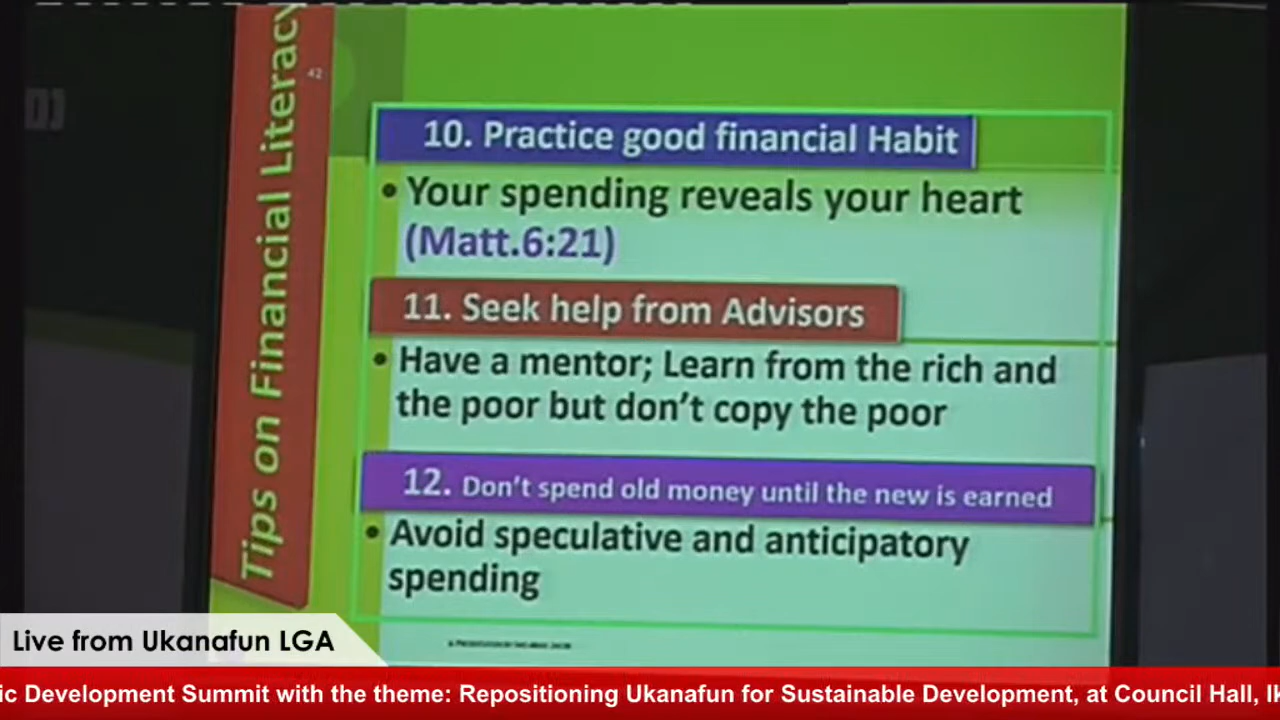 Tips on Financial Literacy
42
10. Practice good financial Habit
• Your spending reveals your heart
(Matt.6:21)
11. Seek help from Advisors
• Have a mentor; Learn from the rich and
the poor but don't copy the poor
12. Don't spend old money until the new is earned
• Avoid speculative and anticipatory
spending
Live from Ukanafun LGA
ic Development Summit with the theme: Repositioning Ukanafun for Sustainable Development, at Council Hall, Ik